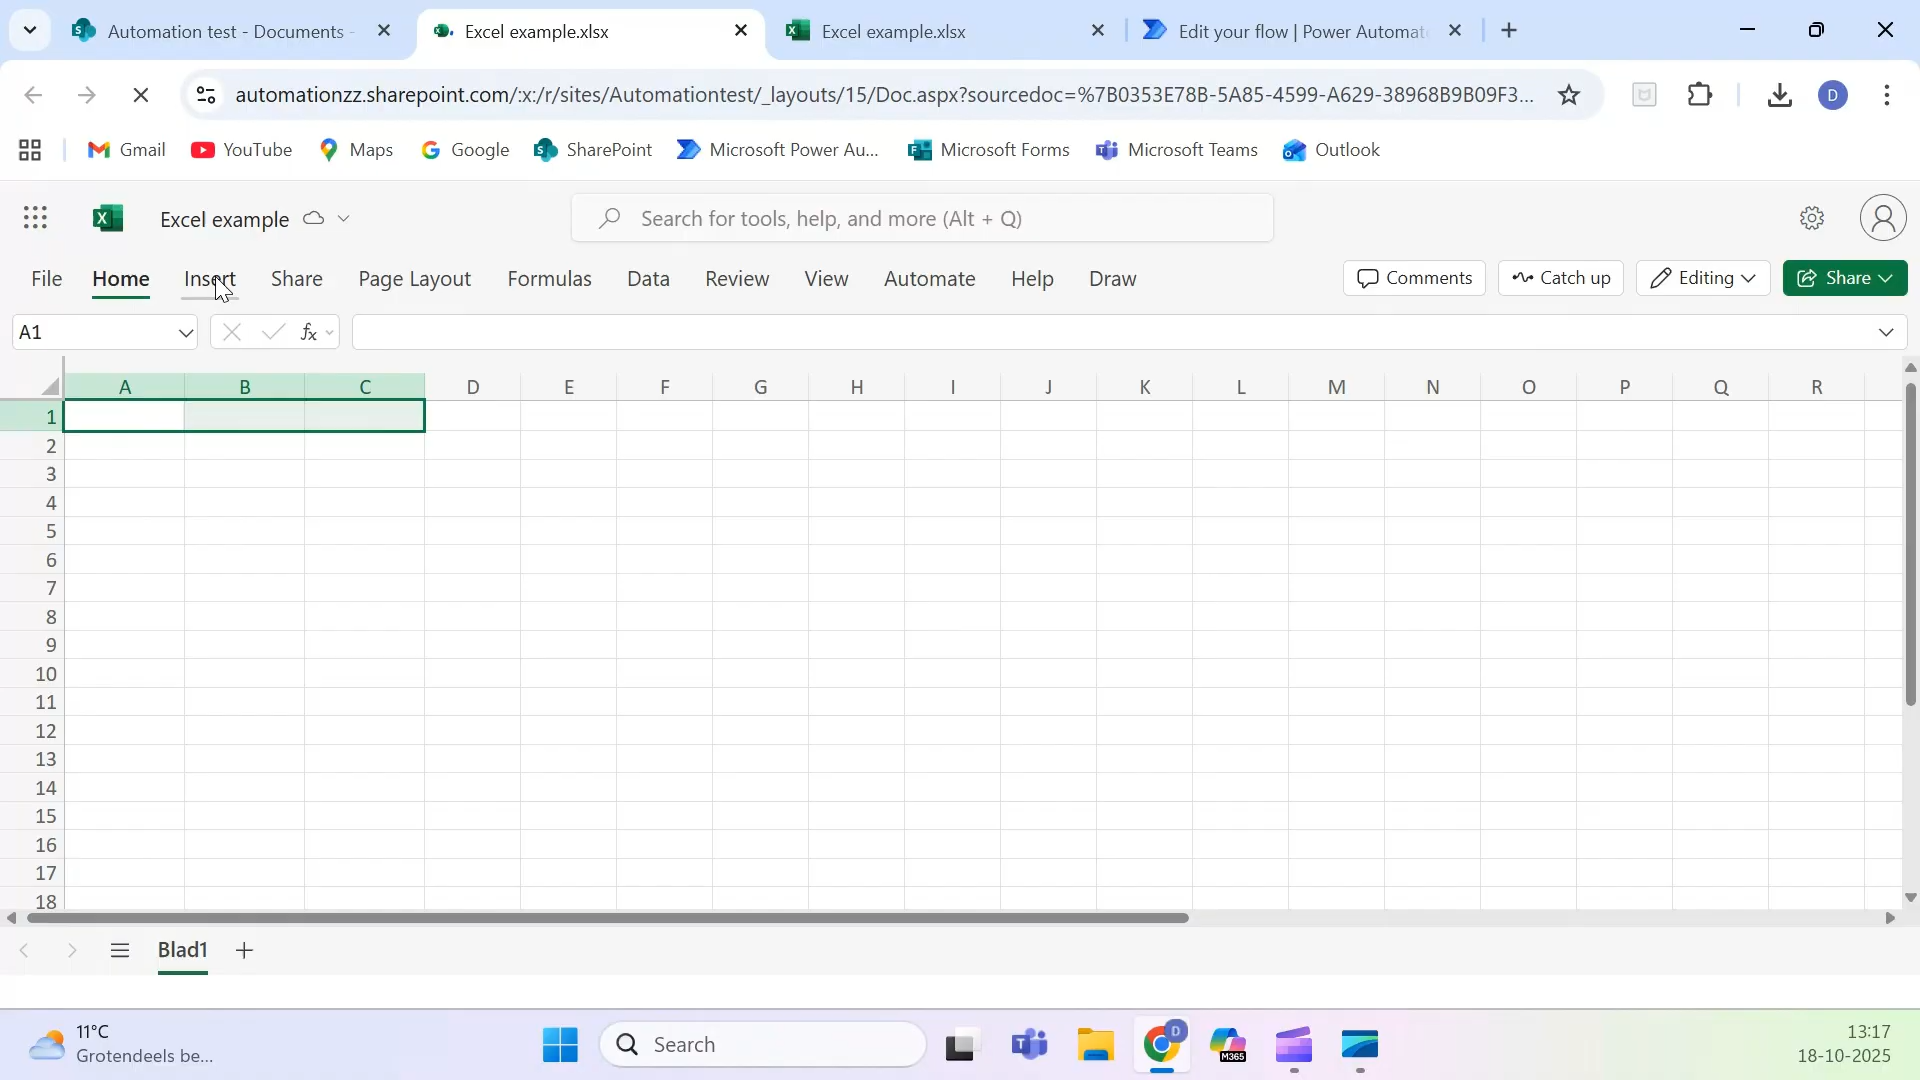 Automation test - Documents -
Excel example.xlsx
Excel example.xlsx
Edit your flow | Power Automat
automationzz.sharepoint.com/:x:/r/sites/Automationtest/_layouts/15/Doc.aspx?sourcedoc=%7B0353E78B-5A85-4599-A629-38968B9B09F3...
D
Gmail YouTube Maps Google SharePoint Microsoft Power Au... Microsoft Forms Microsoft Teams Outlook
Excel example
Search for tools, help, and more (Alt + Q)
File Home Insert Share Page Layout Formulas Data Review View Automate Help Draw
Comments Catch up Editing Share
A1
fx
A B C D E F G H I J K L M N O P Q R
1
2
3
4
5
6
7
8
9
10
11
12
13
14
15
16
17
18
Blad1
11°C
Grotendeels be...
Search
D
M365
13:17
18-10-2025